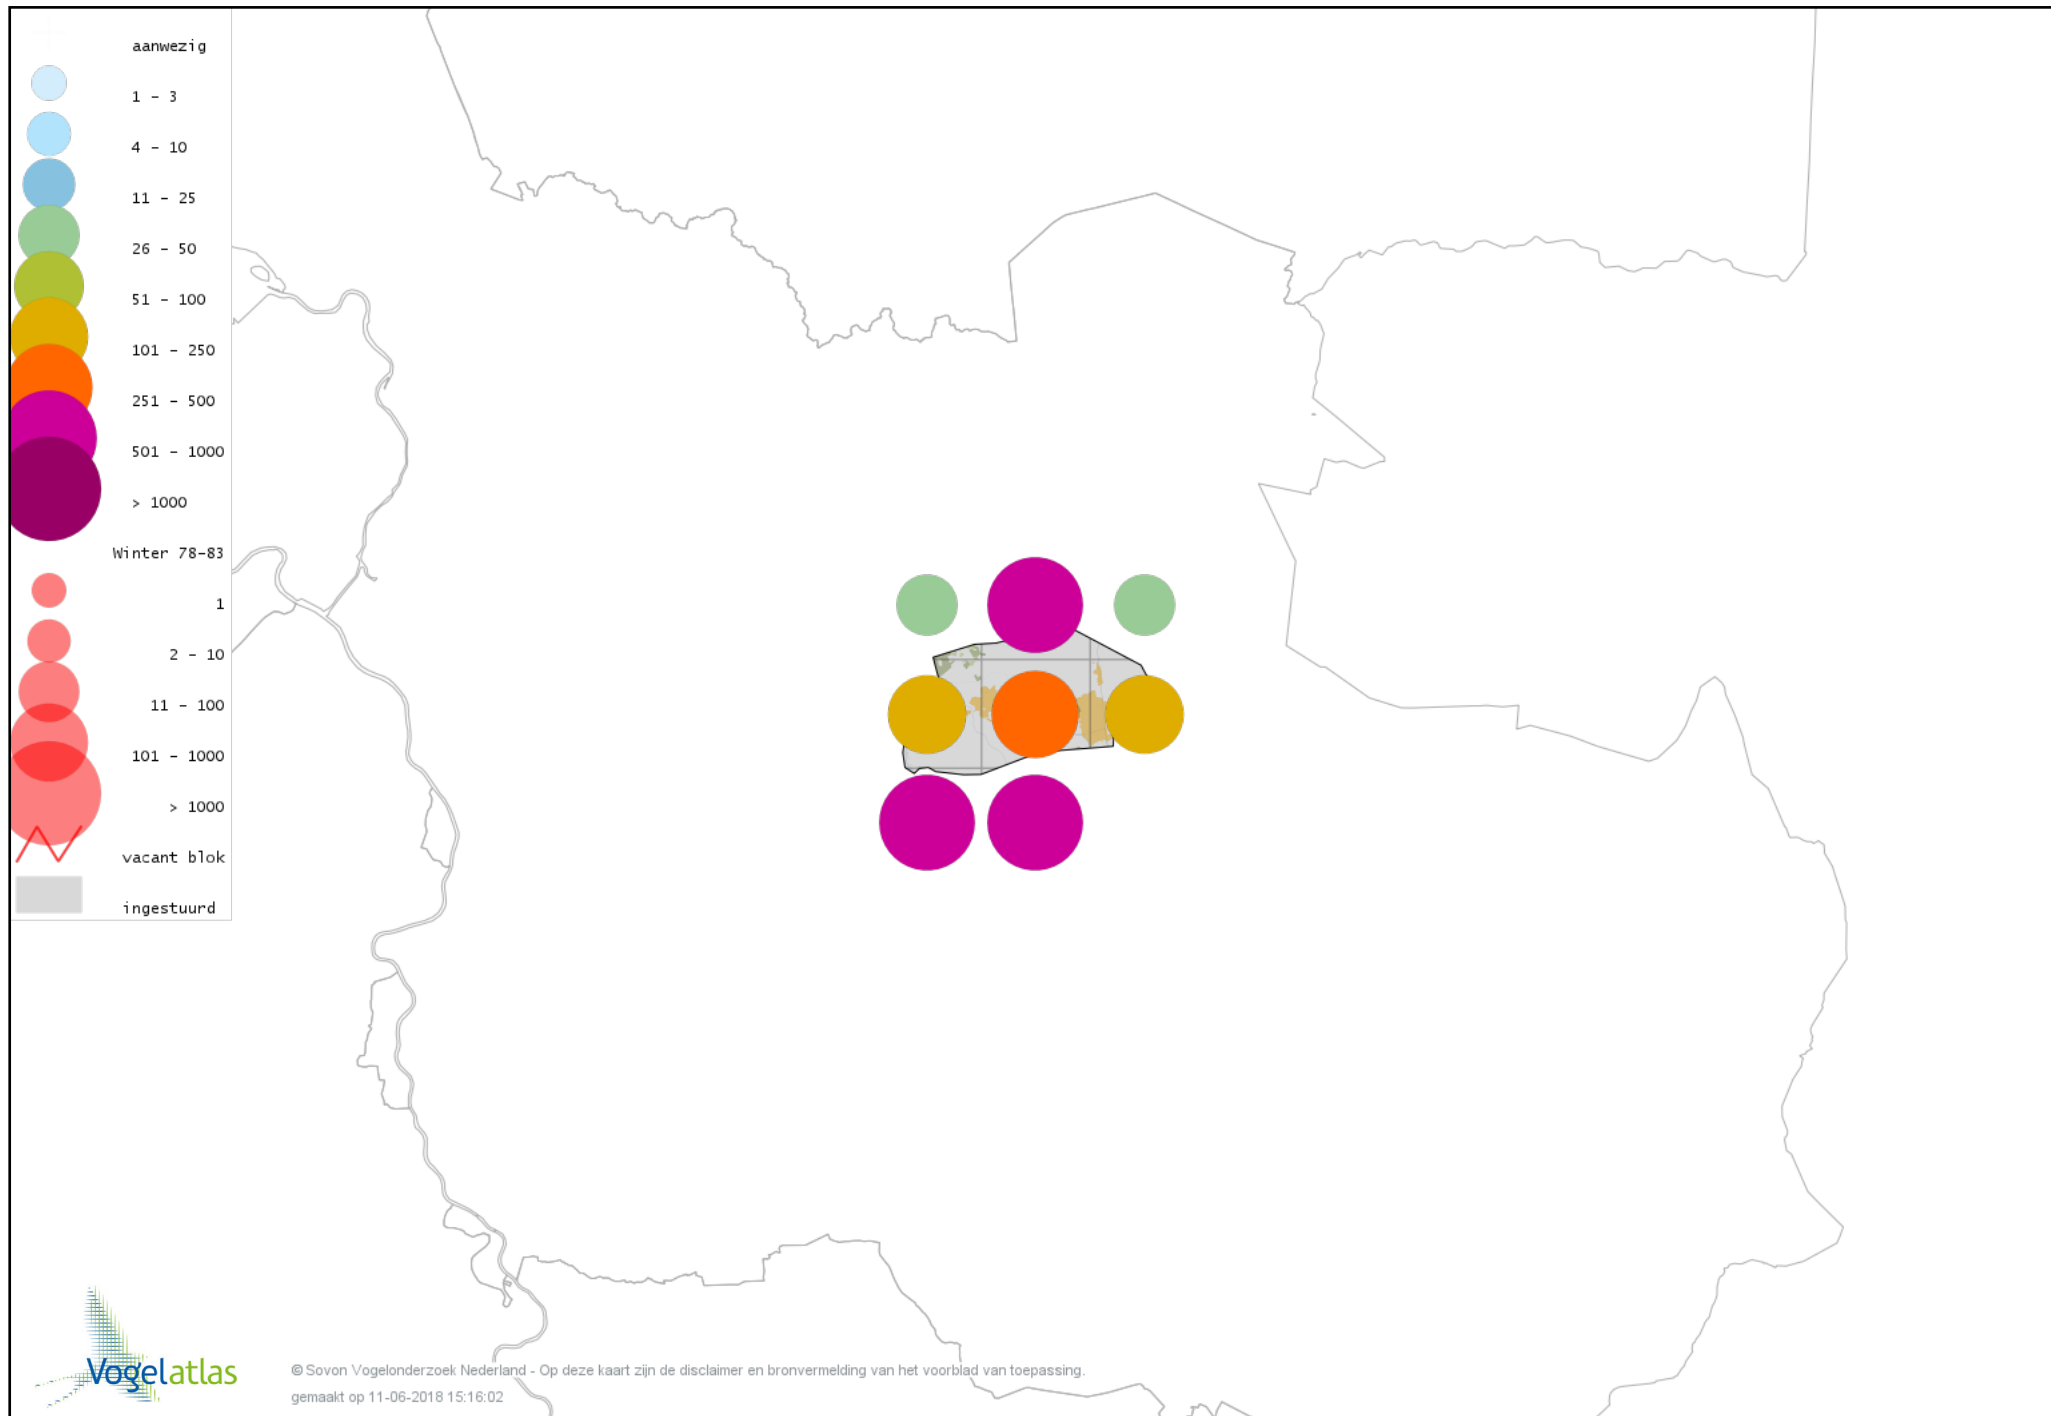 aanwezig
1 - 3
4 - 10
11 - 25
26 - 50
51 - 100
101 - 250
251 - 500
501 - 1000
> 1000
Winter 78-83
1
2 - 10
11 - 100
101 - 1000
> 1000
vacant blok
ingestuurd
Vogelatlas
© Sovon Vogelonderzoek Nederland - Op deze kaart zijn de disclaimer en bronvermelding van het voorblad van toepassing.
gemaakt op 11-06-2018 15:16:02